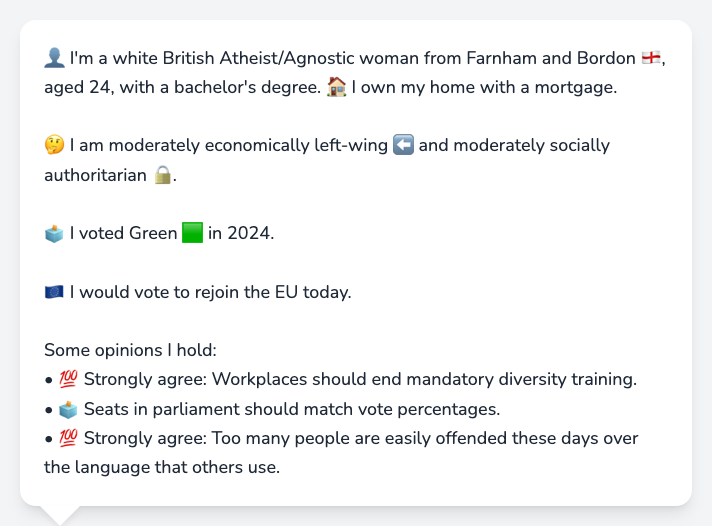 👤 I'm a white British Atheist/Agnostic woman from Farnham and Bordon 🏴󠁧󠁢󠁥󠁮󠁧󠁿,
aged 24, with a bachelor's degree. 🏠 I own my home with a mortgage.
🤔 I am moderately economically left-wing ⬅️ and moderately socially
authoritarian 🔒.
🗳️ I voted Green 🟩 in 2024.
🇪🇺 I would vote to rejoin the EU today.
Some opinions I hold:
• 💯 Strongly agree: Workplaces should end mandatory diversity training.
• 🗳️ Seats in parliament should match vote percentages.
• 💯 Strongly agree: Too many people are easily offended these days over
the language that others use.